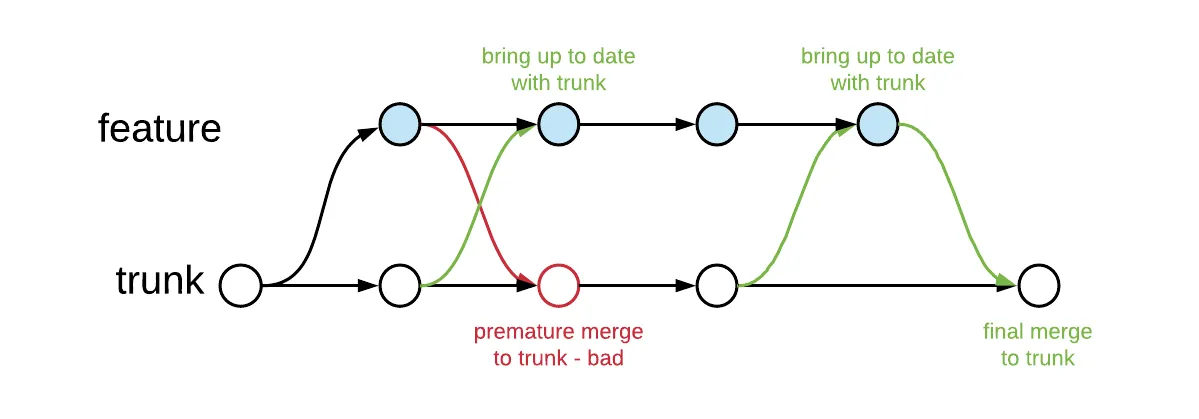 bring up to date
with trunk
bring up to date
with trunk
feature
trunk
premature merge
to trunk - bad
final merge
to trunk